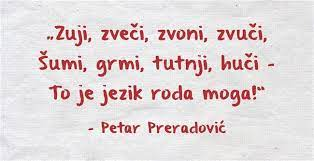 „Zuji, zveči, zvoni, zvuči,
Šumi, grmi, tutnji, huči -
To je jezik roda moga!“
- Petar Preradović